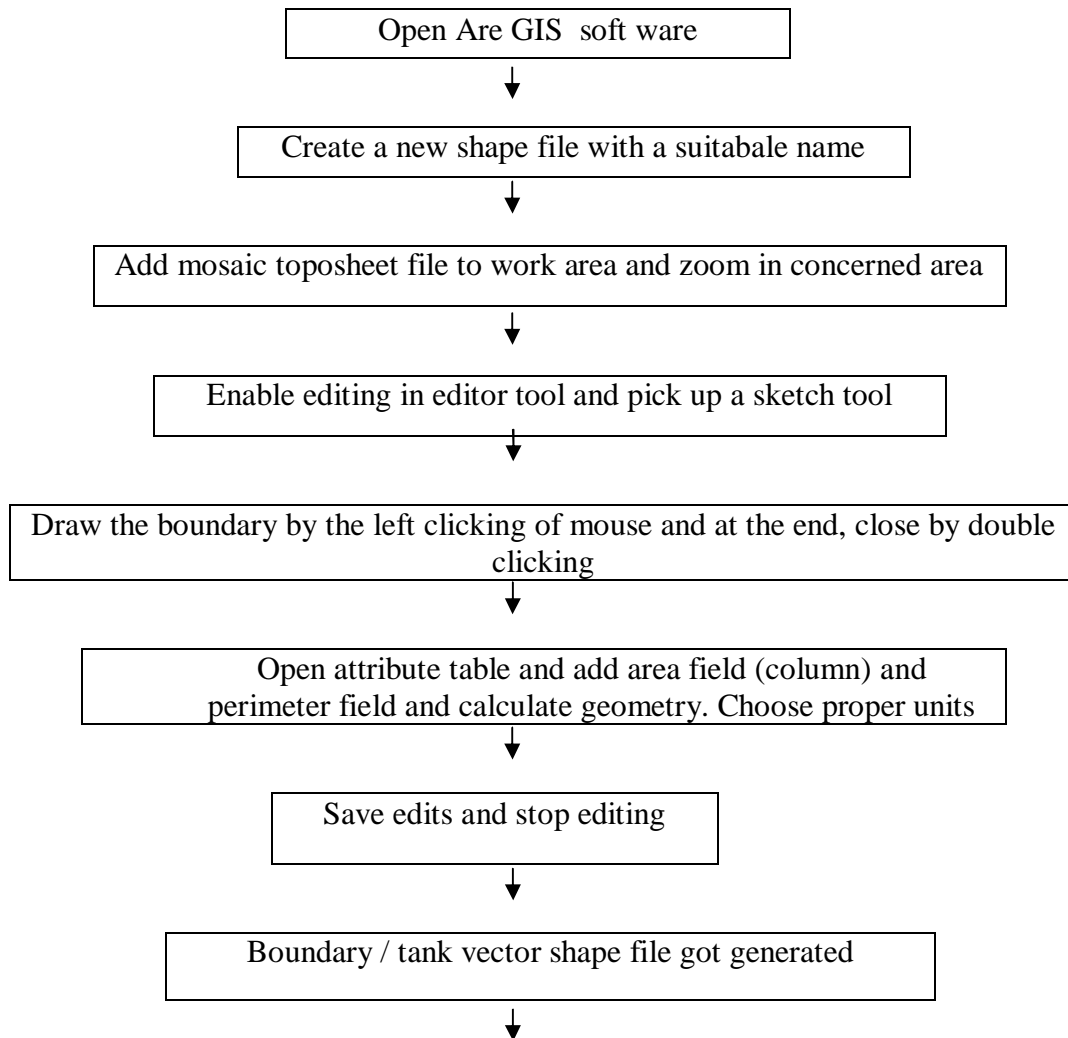 Open Are GIS soft ware
Create a new shape file with a suitabale name
Add mosaic toposheet file to work area and zoom in concerned area
Enable editing in editor tool and pick up a sketch tool
Draw the boundary by the left clicking of mouse and at the end, close by double
clicking
Open attribute table and add area field (column) and
perimeter field and calculate geometry. Choose proper units
Save edits and stop editing
Boundary / tank vector shape file got generated